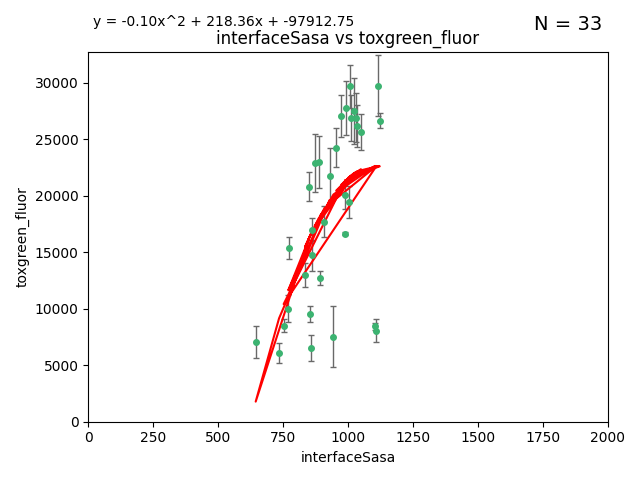 y = -0.10x^2 + 218.36x + -97912.75
N = 33
interfaceSasa vs toxgreen_fluor
30000
25000
20000
15000
10000
5000
0
toxgreen_fluor
0 250 500 750 1000 1250 1500 1750 2000
interfaceSasa